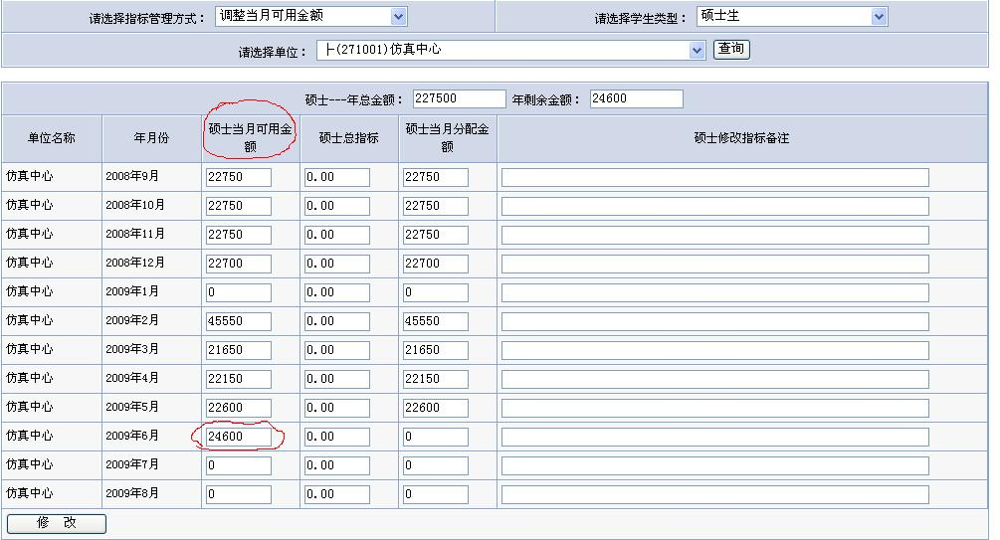 请选择指标管理方式： 调整当月可用金额 请选择学生类型： 硕士生
请选择单位： ├(271001)仿真中心 查询
硕士---年总金额： 227500 年剩余金额： 24600
单位名称 年月份 硕士当月可用金额 硕士总指标 硕士当月分配金额 硕士修改指标备注
仿真中心 2008年9月 22750 0.00 22750
仿真中心 2008年10月 22750 0.00 22750
仿真中心 2008年11月 22750 0.00 22750
仿真中心 2008年12月 22700 0.00 22700
仿真中心 2009年1月 0 0.00 0
仿真中心 2009年2月 45550 0.00 45550
仿真中心 2009年3月 21650 0.00 21650
仿真中心 2009年4月 22150 0.00 22150
仿真中心 2009年5月 22600 0.00 22600
仿真中心 2009年6月 24600 0.00 0
仿真中心 2009年7月 0 0.00 0
仿真中心 2009年8月 0 0.00 0
修 改